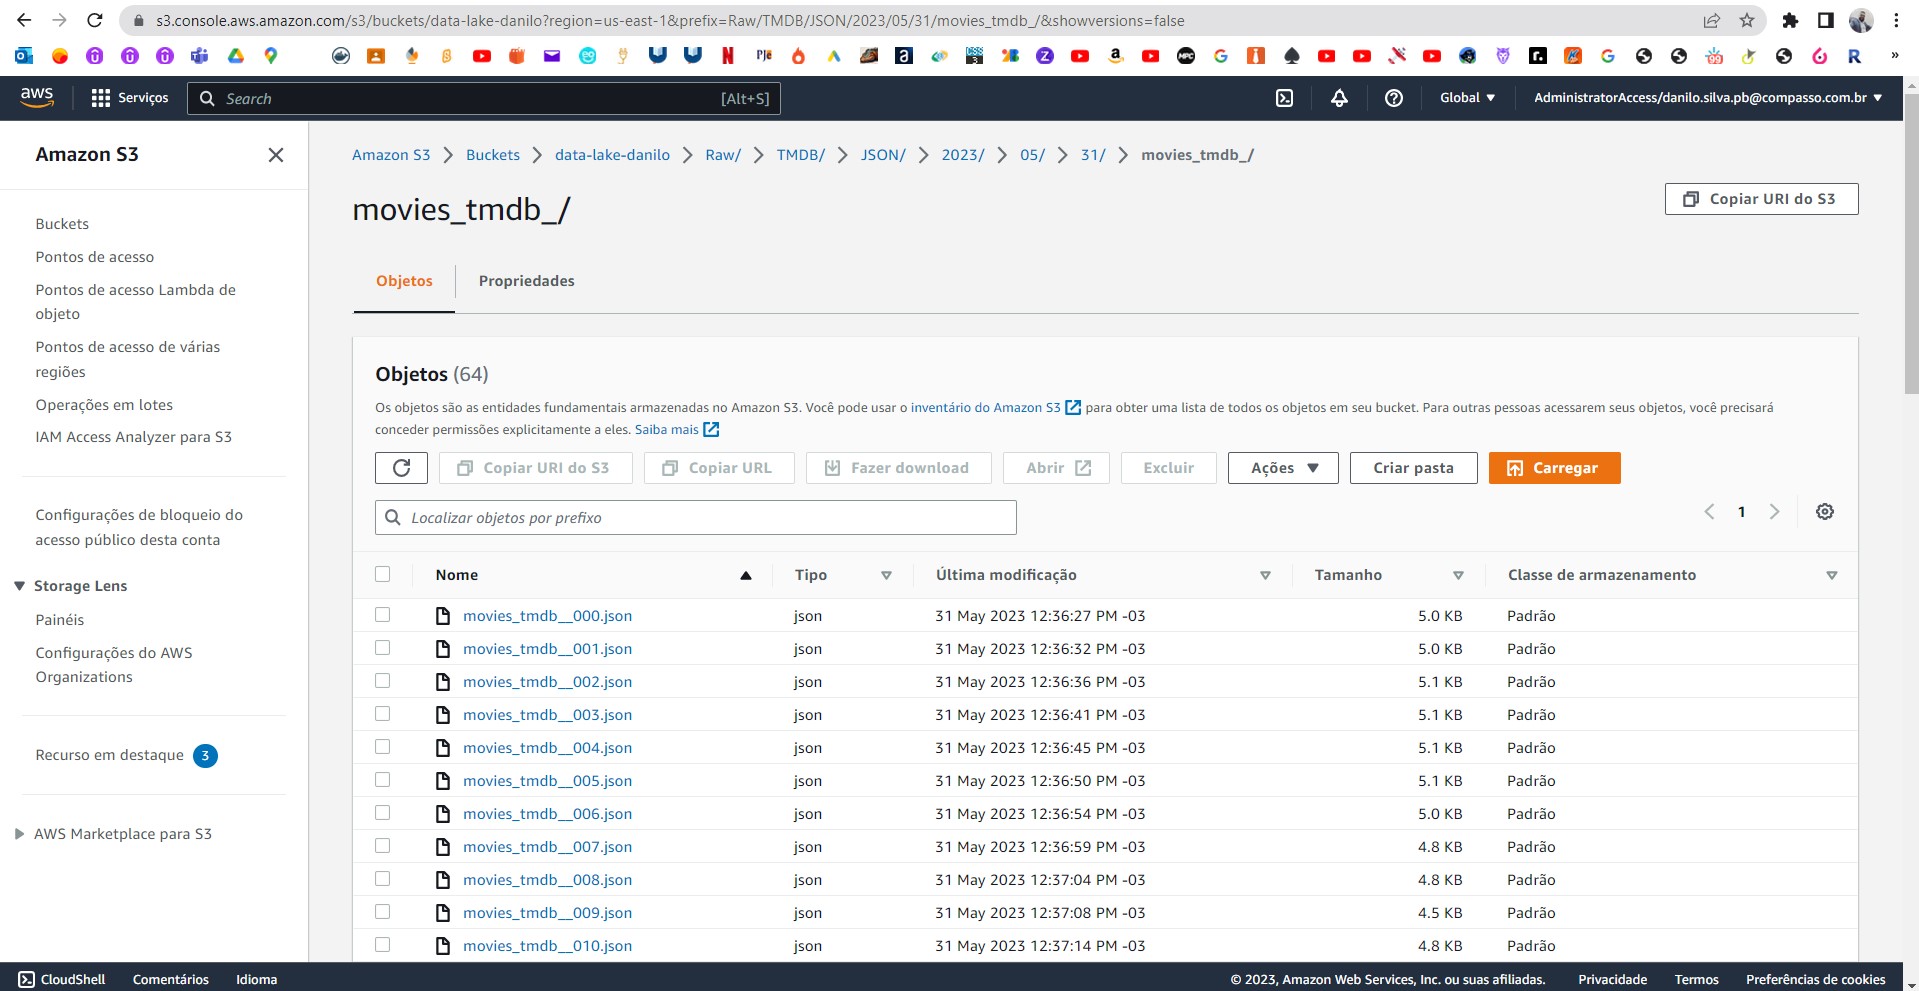 s3.console.aws.amazon.com/s3/buckets/data-lake-danilo?region=us-east-1&prefix=Raw/TMDB/JSON/2023/05/31/movies_tmdb_/&showversions=false
aws
Serviços
Search
[Alt+S]
Global
AdministratorAccess/danilo.silva.pb@compasso.com.br
Amazon S3
Buckets
Pontos de acesso
Pontos de acesso Lambda de
objeto
Pontos de acesso de várias
regiões
Operações em lotes
IAM Access Analyzer para S3
Configurações de bloqueio do
acesso público desta conta
Storage Lens
Painéis
Configurações do AWS
Organizations
Recurso em destaque 3
AWS Marketplace para S3
Amazon S3 Buckets data-lake-danilo Raw/ TMDB/ JSON/ 2023/ 05/ 31/ movies_tmdb_/
movies_tmdb_/
Copiar URI do S3
Objetos
Propriedades
Objetos (64)
Os objetos são as entidades fundamentais armazenadas no Amazon S3. Você pode usar o inventário do Amazon S3 para obter uma lista de todos os objetos em seu bucket. Para outras pessoas acessarem seus objetos, você precisará
conceder permissões explicitamente a eles. Saiba mais
Copiar URI do S3
Copiar URL
Fazer download
Abrir
Excluir
Ações
Criar pasta
Carregar
Localizar objetos por prefixo
1
Nome Tipo Última modificação Tamanho Classe de armazenamento
movies_tmdb__000.json json 31 May 2023 12:36:27 PM -03 5.0 KB Padrão
movies_tmdb__001.json json 31 May 2023 12:36:32 PM -03 5.0 KB Padrão
movies_tmdb__002.json json 31 May 2023 12:36:36 PM -03 5.1 KB Padrão
movies_tmdb__003.json json 31 May 2023 12:36:41 PM -03 5.1 KB Padrão
movies_tmdb__004.json json 31 May 2023 12:36:45 PM -03 5.1 KB Padrão
movies_tmdb__005.json json 31 May 2023 12:36:50 PM -03 5.1 KB Padrão
movies_tmdb__006.json json 31 May 2023 12:36:54 PM -03 5.0 KB Padrão
movies_tmdb__007.json json 31 May 2023 12:36:59 PM -03 4.8 KB Padrão
movies_tmdb__008.json json 31 May 2023 12:37:04 PM -03 4.8 KB Padrão
movies_tmdb__009.json json 31 May 2023 12:37:08 PM -03 4.5 KB Padrão
movies_tmdb__010.json json 31 May 2023 12:37:14 PM -03 4.8 KB Padrão
CloudShell Comentários Idioma
© 2023, Amazon Web Services, Inc. ou suas afiliadas. Privacidade Termos Preferências de cookies